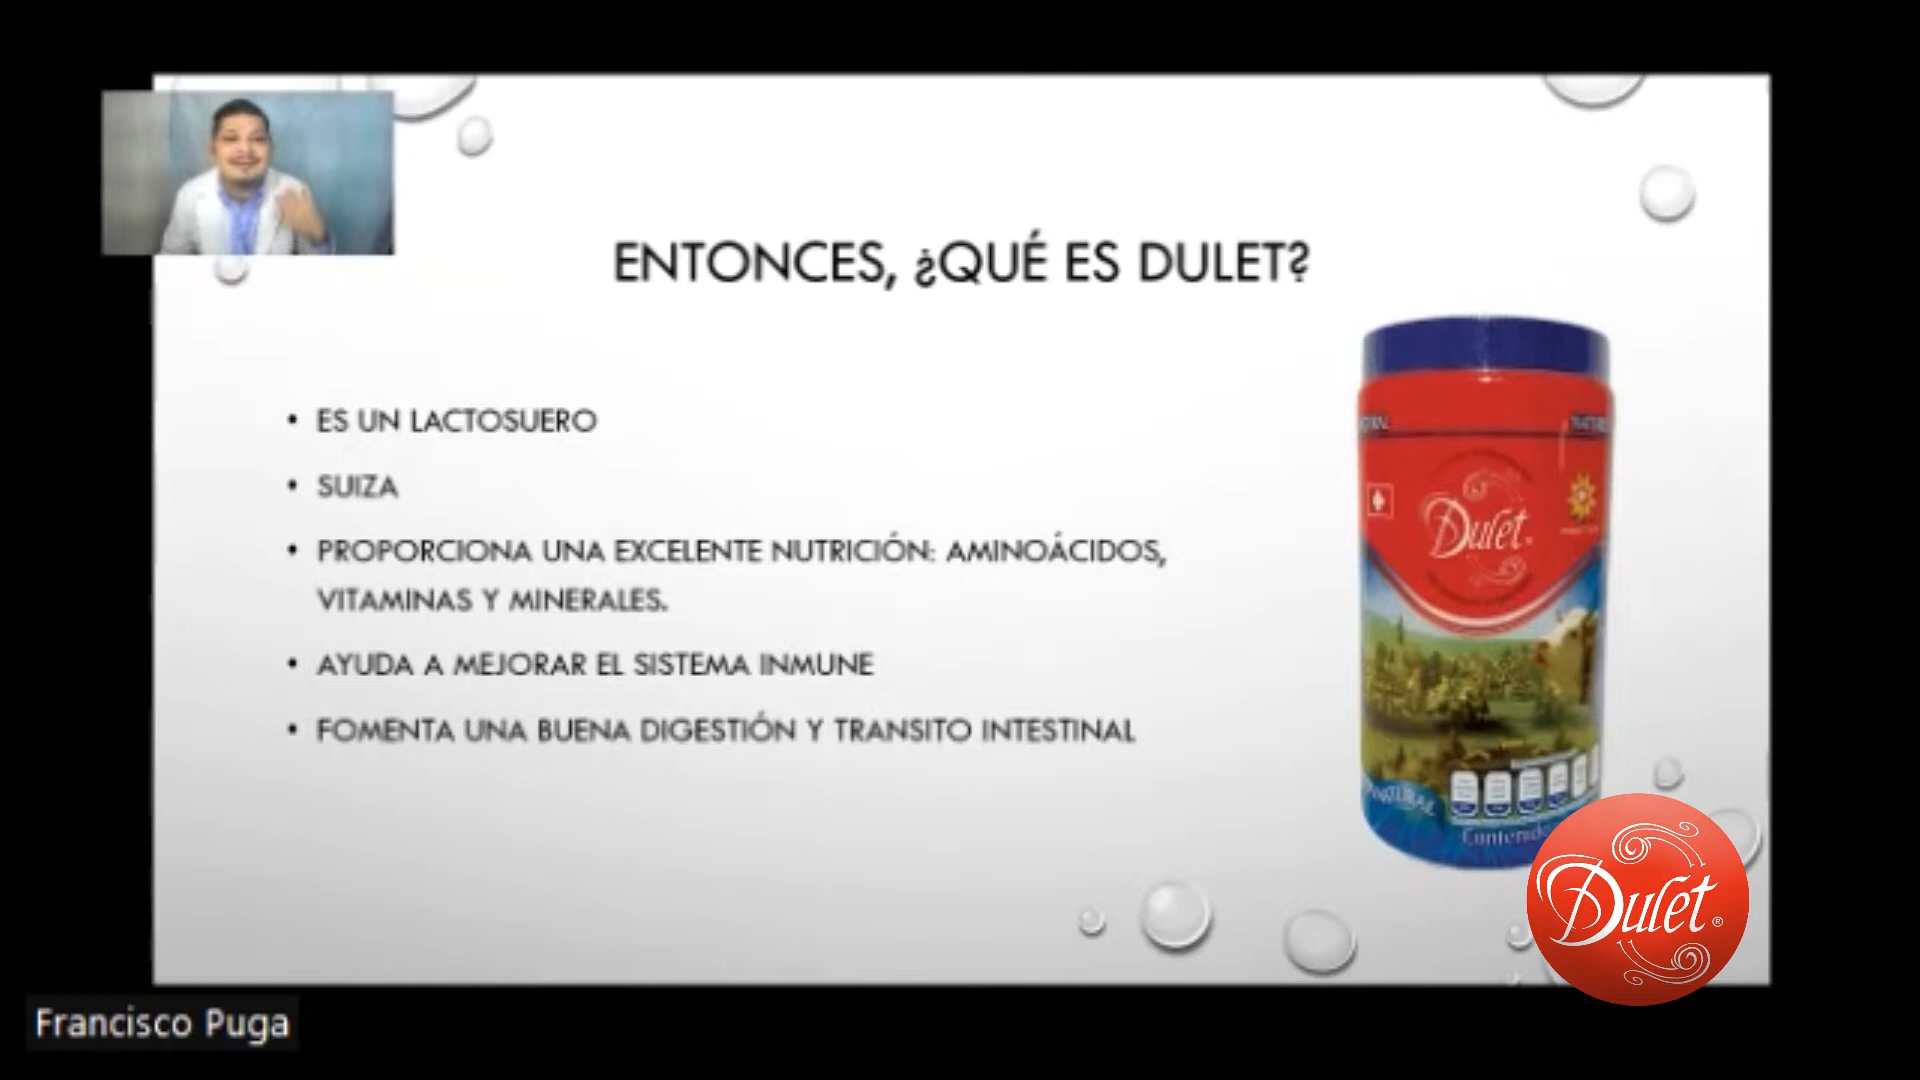 ENTONCES, ¿QUÉ ES DULET?
• ES UN LACTOSUERO
• SUIZA
• PROPORCIONA UNA EXCELENTE NUTRICIÓN: AMINOÁCIDOS,
VITAMINAS Y MINERALES.
• AYUDA A MEJORAR EL SISTEMA INMUNE
• FOMENTA UNA BUENA DIGESTIÓN Y TRANSITO INTESTINAL
Dulet
NATURAL
Dulet®
Francisco Puga